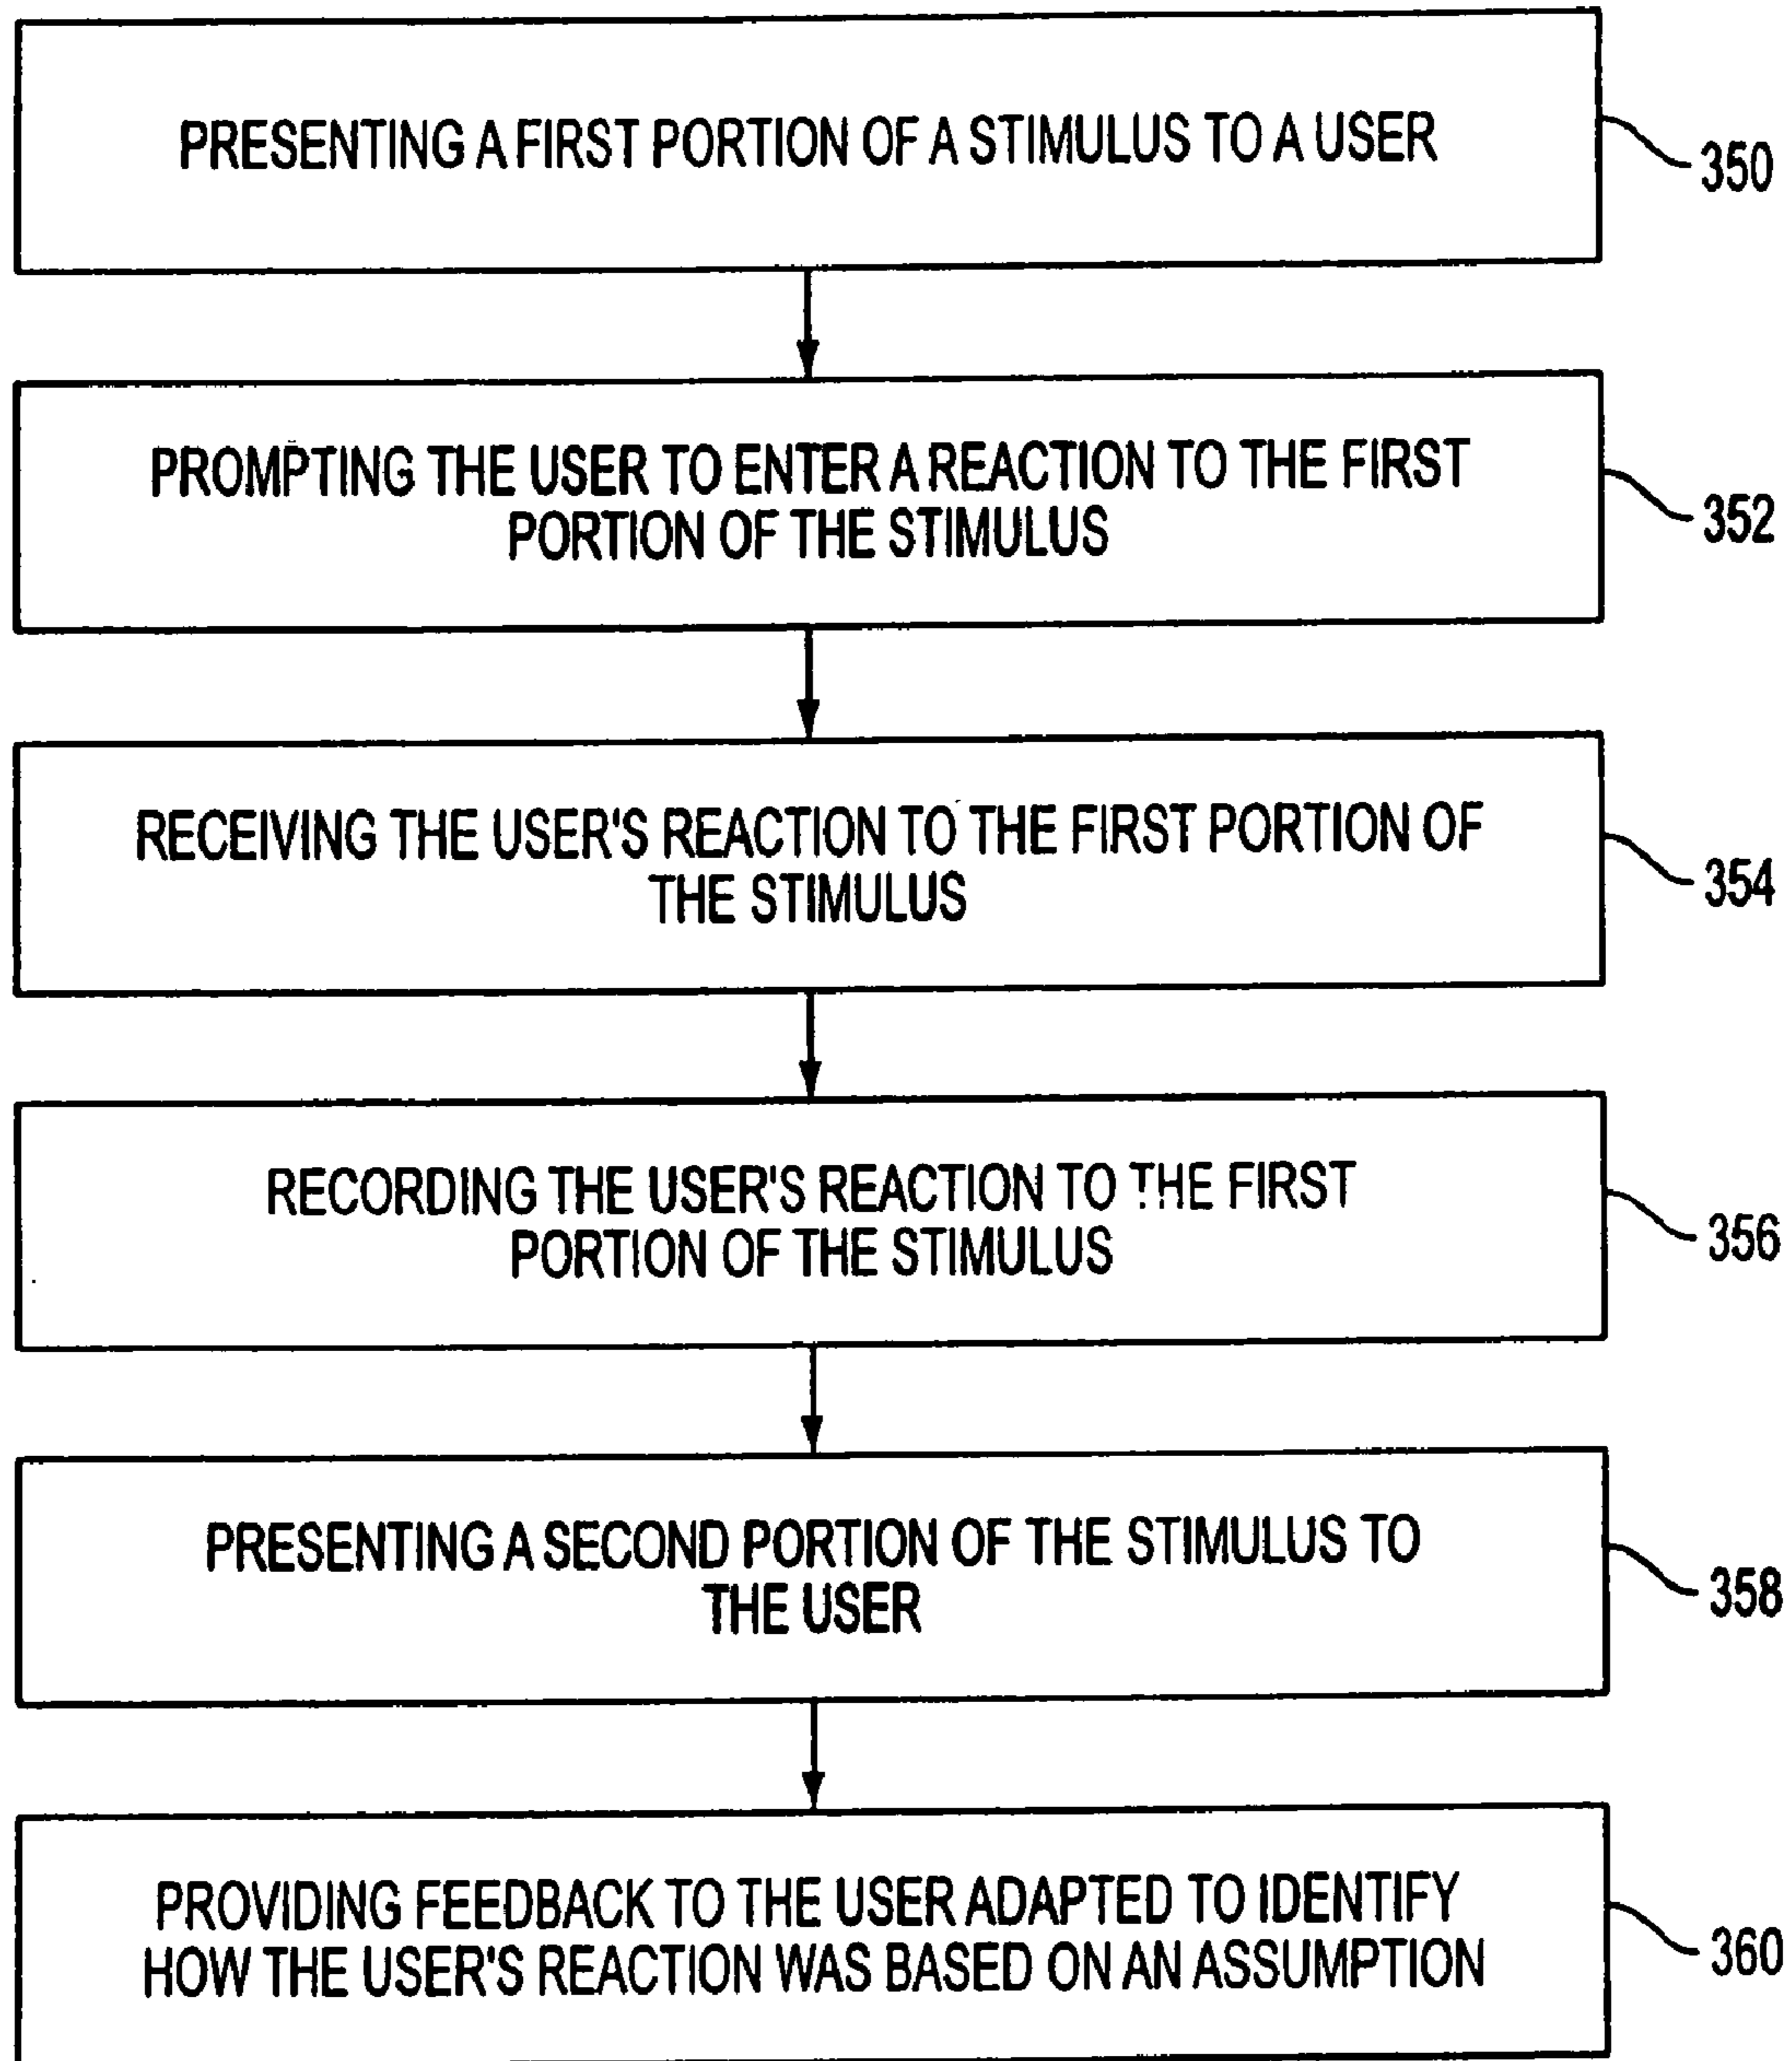 PRESENTING A FIRST PORTION OF A STIMULUS TO A USER
350
PROMPTING THE USER TO ENTER A REACTION TO THE FIRST
PORTION OF THE STIMULUS
352
RECEIVING THE USER'S REACTION TO THE FIRST PORTION OF
THE STIMULUS
354
RECORDING THE USER'S REACTION TO THE FIRST
PORTION OF THE STIMULUS
356
PRESENTING A SECOND PORTION OF THE STIMULUS TO
THE USER
358
PROVIDING FEEDBACK TO THE USER ADAPTED TO IDENTIFY
HOW THE USER'S REACTION WAS BASED ON AN ASSUMPTION
360